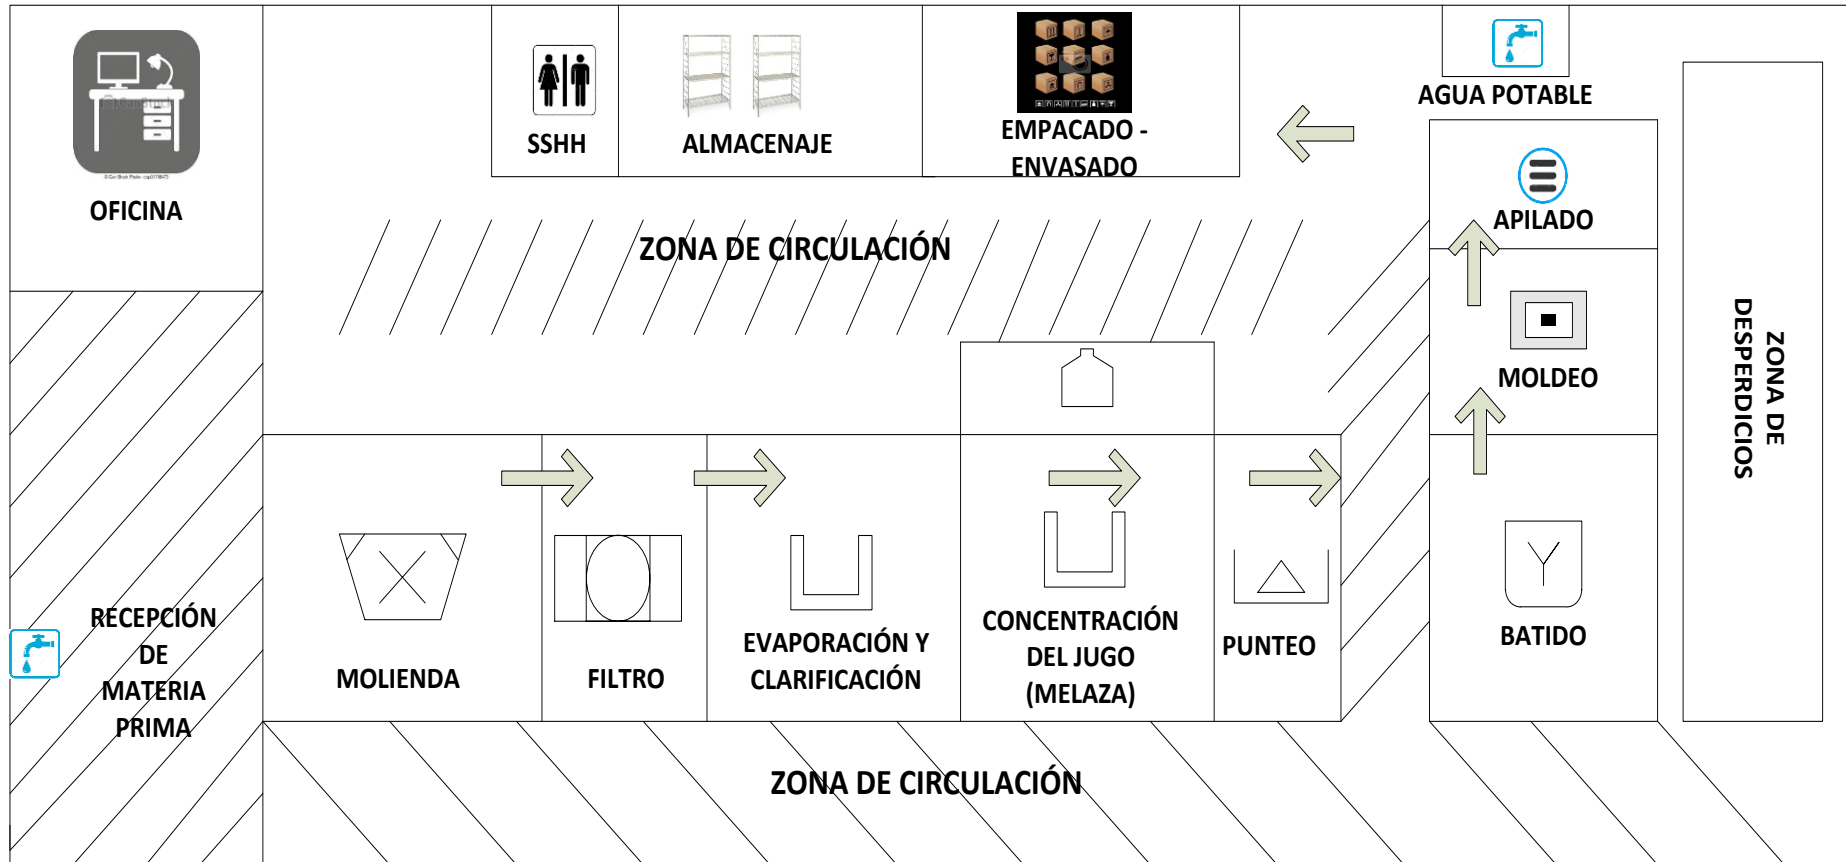 OFICINA
SSHH
ALMACENAJE
EMPACADO -
ENVASADO
AGUA POTABLE
APILADO
ZONA DE CIRCULACIÓN
MOLDEO
ZONA DE
DESPERDICIOS
RECEPCIÓN
DE
MATERIA
PRIMA
MOLIENDA
FILTRO
EVAPORACIÓN Y
CLARIFICACIÓN
CONCENTRACIÓN
DEL JUGO
(MELAZA)
PUNTEO
BATIDO
ZONA DE CIRCULACIÓN